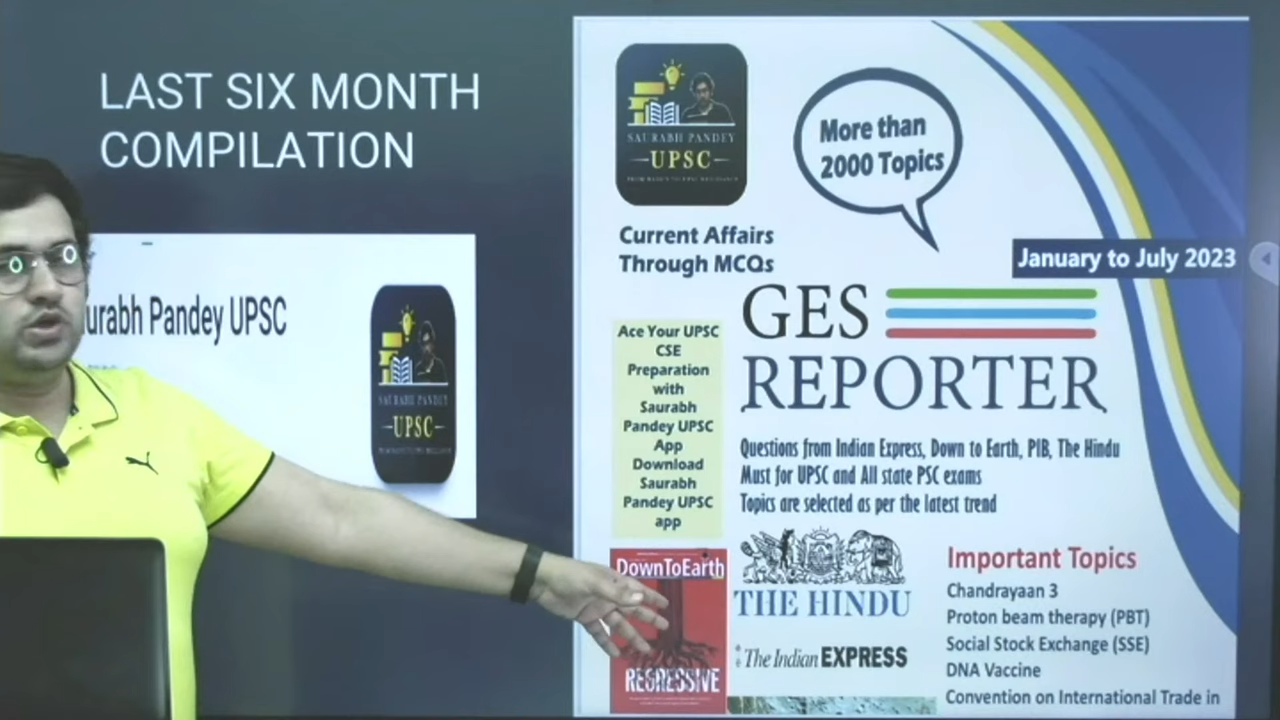 LAST SIX MONTH
COMPILATION
urabh Pandey UPSC
SAURABH PANDEY
UPSC
SAURABH PANDEY
UPSC
More than
2000 Topics
Current Affairs
Through MCQs
January to July 2023
GES
REPORTER
Ace Your UPSC
CSE
Preparation
with
Saurabh
Pandey UPSC
App
Download
Saurabh
Pandey UPSC
app
Questions from Indian Express, Down to Earth, PIB, The Hindu
Must for UPSC and All state PSC exams
Topics are selected as per the latest trend
DownToEarth
REGRESSIVE
THE HINDU
The Indian EXPRESS
Important Topics
Chandrayaan 3
Proton beam therapy (PBT)
Social Stock Exchange (SSE)
DNA Vaccine
Convention on International Trade in